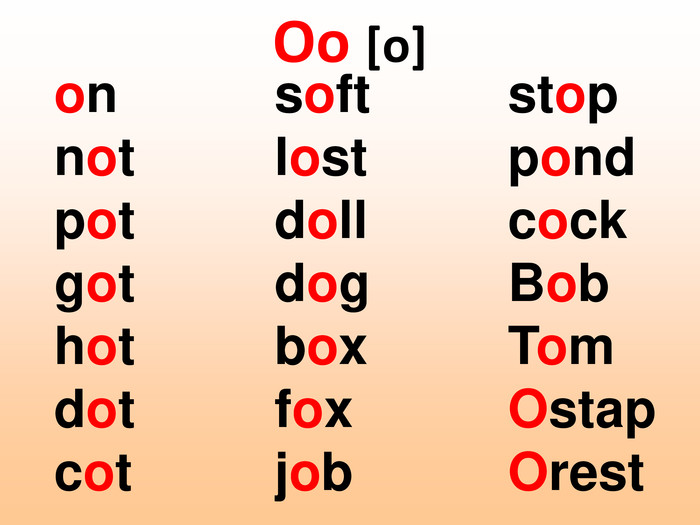 Oo [o]
on soft stop
not lost pond
pot doll cock
got dog Bob
hot box Tom
dot fox Ostap
cot job Orest